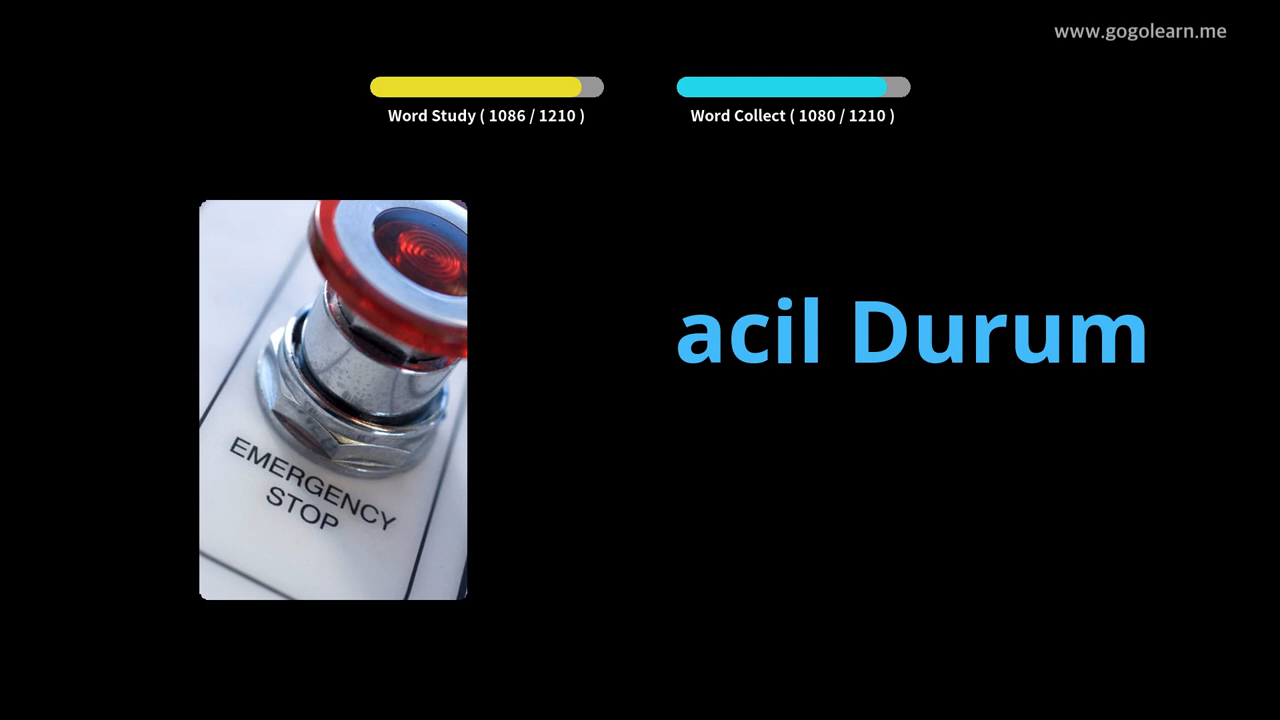 www.gogolearn.me
Word Study ( 1086 / 1210 )
Word Collect ( 1080 / 1210 )
acil Durum
EMERGENCY
STOP